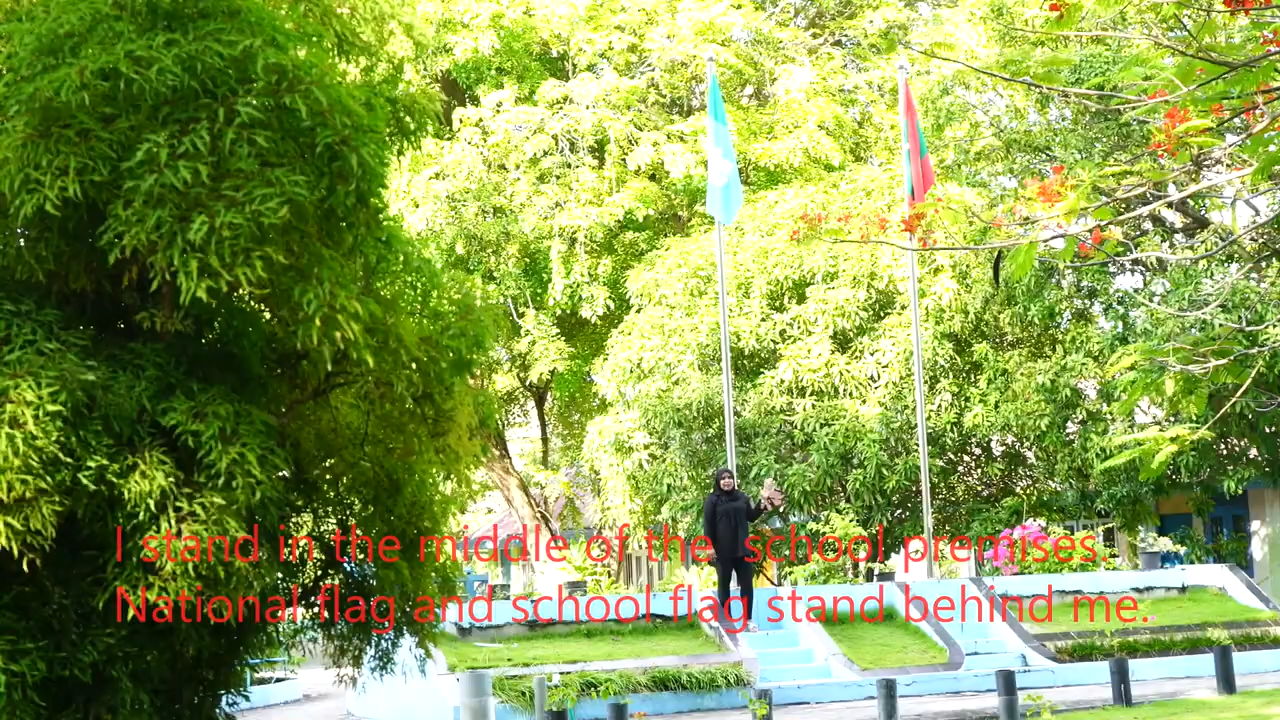 I stand in the middle of the school premises.
National flag and school flag stand behind me.